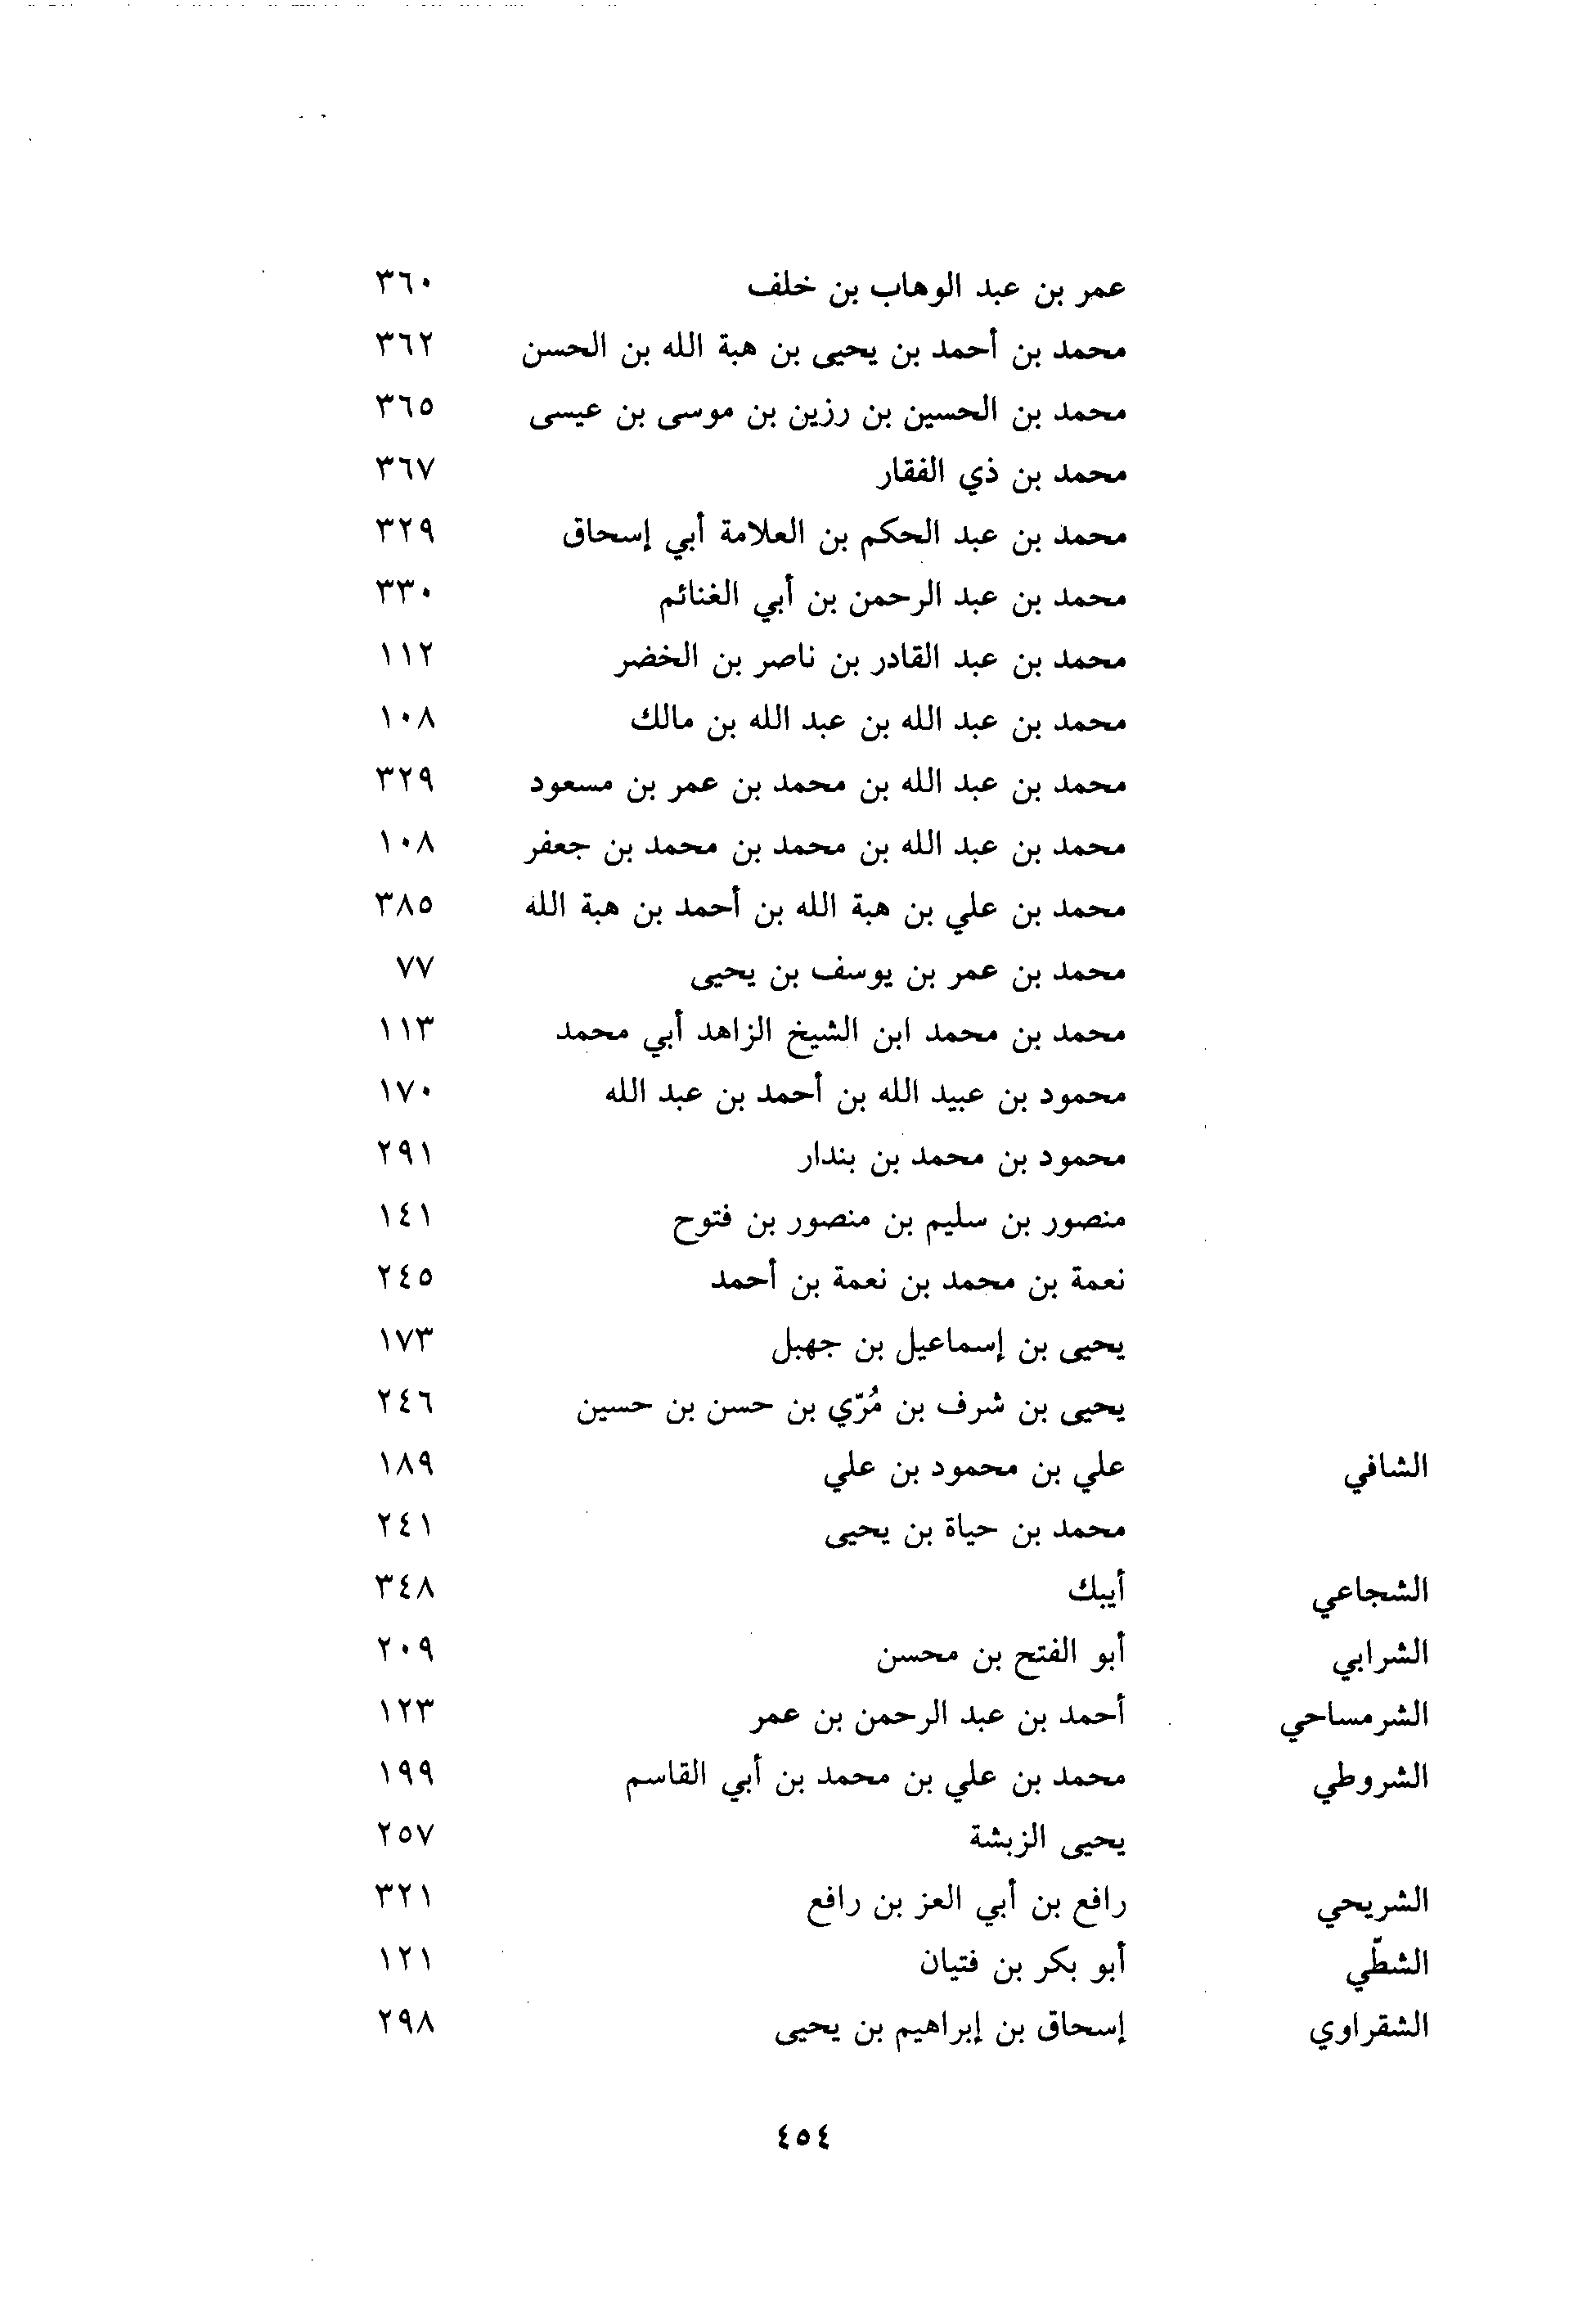 عمر بن عبد الوهاب بن خلف ٣٦٠
محمد بن أحمد بن يحيى بن هبة الله بن الحسن ٣٦٢
محمد بن الحسين بن رزين بن موسى بن عيسى ٣٦٥
محمد بن ذي الفقار ٣٦٧
محمد بن عبد الحكم بن العلامة أبي إسحاق ٣٢٩
محمد بن عبد الرحمن بن أبي الغنائم ٣٣٠
محمد بن عبد القادر بن ناصر بن الخضر ١١٢
محمد بن عبد الله بن عبد الله بن مالك ١٠٨
محمد بن عبد الله بن محمد بن عمر بن مسعود ٣٢٩
محمد بن عبد الله بن محمد بن محمد بن جعفر ١٠٨
محمد بن علي بن هبة الله بن أحمد بن هبة الله ٣٨٥
محمد بن عمر بن يوسف بن يحيى ٧٧
محمد بن محمد ابن الشيخ الزاهد أبي محمد ١١٣
محمود بن عبيد الله بن أحمد بن عبد الله ١٧٠
محمود بن محمد بن بندار ٢٩١
منصور بن سليم بن منصور بن فتوح ١٤١
نعمة بن محمد بن نعمة بن أحمد ٢٤٥
يحيى بن إسماعيل بن جهبل ١٧٣
يحيى بن شرف بن مُرّي بن حسن بن حسين ٢٤٦
الشافي علي بن محمود بن علي ١٨٩
محمد بن حياة بن يحيى ٢٤١
الشجاعي أيبك ٣٤٨
الشرابي أبو الفتح بن محسن ٢٠٩
الشرمساحي أحمد بن عبد الرحمن بن عمر ١٢٣
الشروطي محمد بن علي بن محمد بن أبي القاسم ١٩٩
يحيى الزبشة ٢٥٧
الشريحي رافع بن أبي العز بن رافع ٣٢١
الشطّي أبو بكر بن فتيان ١٢١
الشقراوي إسحاق بن إبراهيم بن يحيى ٢٩٨
٤٥٤